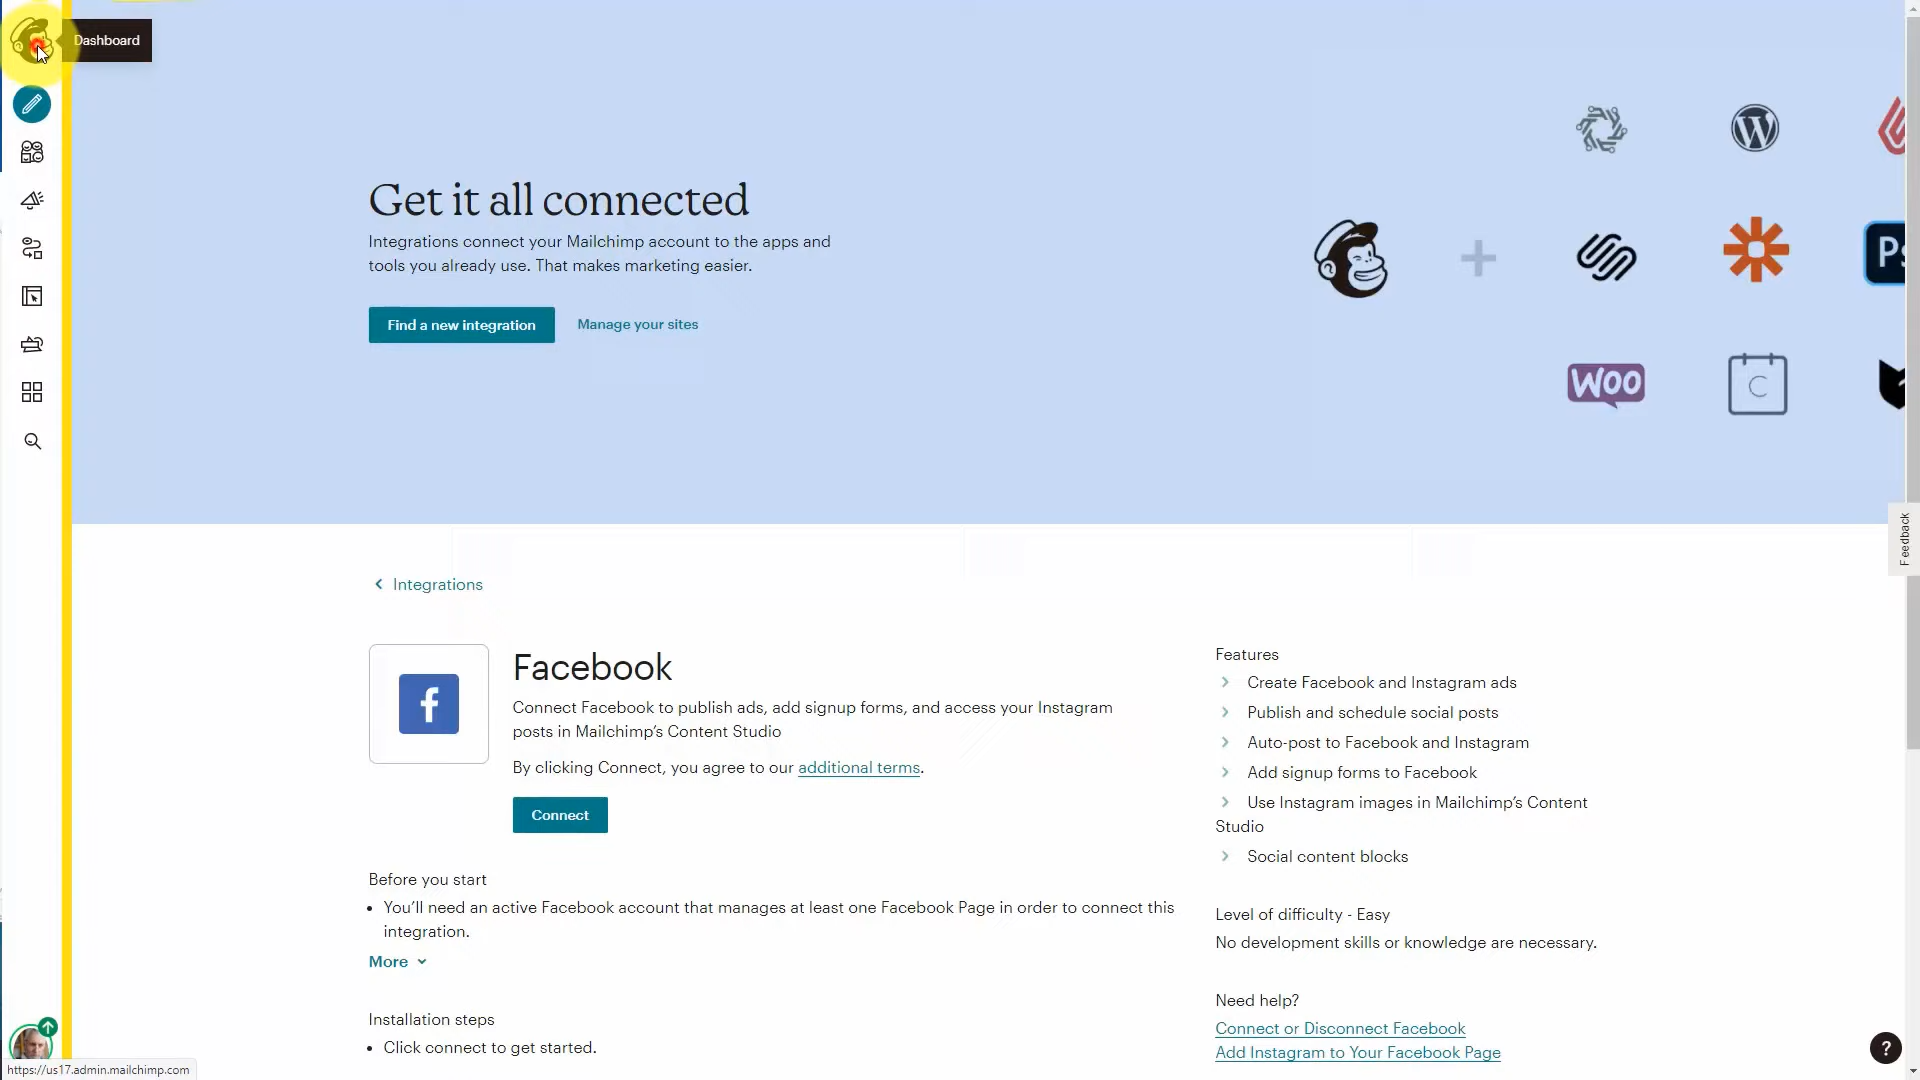 Dashboard
Get it all connected
Integrations connect your Mailchimp account to the apps and
tools you already use. That makes marketing easier.
Find a new integration
Manage your sites
Ps
WOO
C
Feedback
Integrations
Facebook
Connect Facebook to publish ads, add signup forms, and access your Instagram
posts in Mailchimp's Content Studio
By clicking Connect, you agree to our additional terms.
Connect
Before you start
• You'll need an active Facebook account that manages at least one Facebook Page in order to connect this
integration.
More
Installation steps
• Click connect to get started.
Features
Create Facebook and Instagram ads
Publish and schedule social posts
Auto-post to Facebook and Instagram
Add signup forms to Facebook
Use Instagram images in Mailchimp's Content
Studio
Social content blocks
Level of difficulty - Easy
No development skills or knowledge are necessary.
Need help?
Connect or Disconnect Facebook
Add Instagram to Your Facebook Page
?
https://us17.admin.mailchimp.com